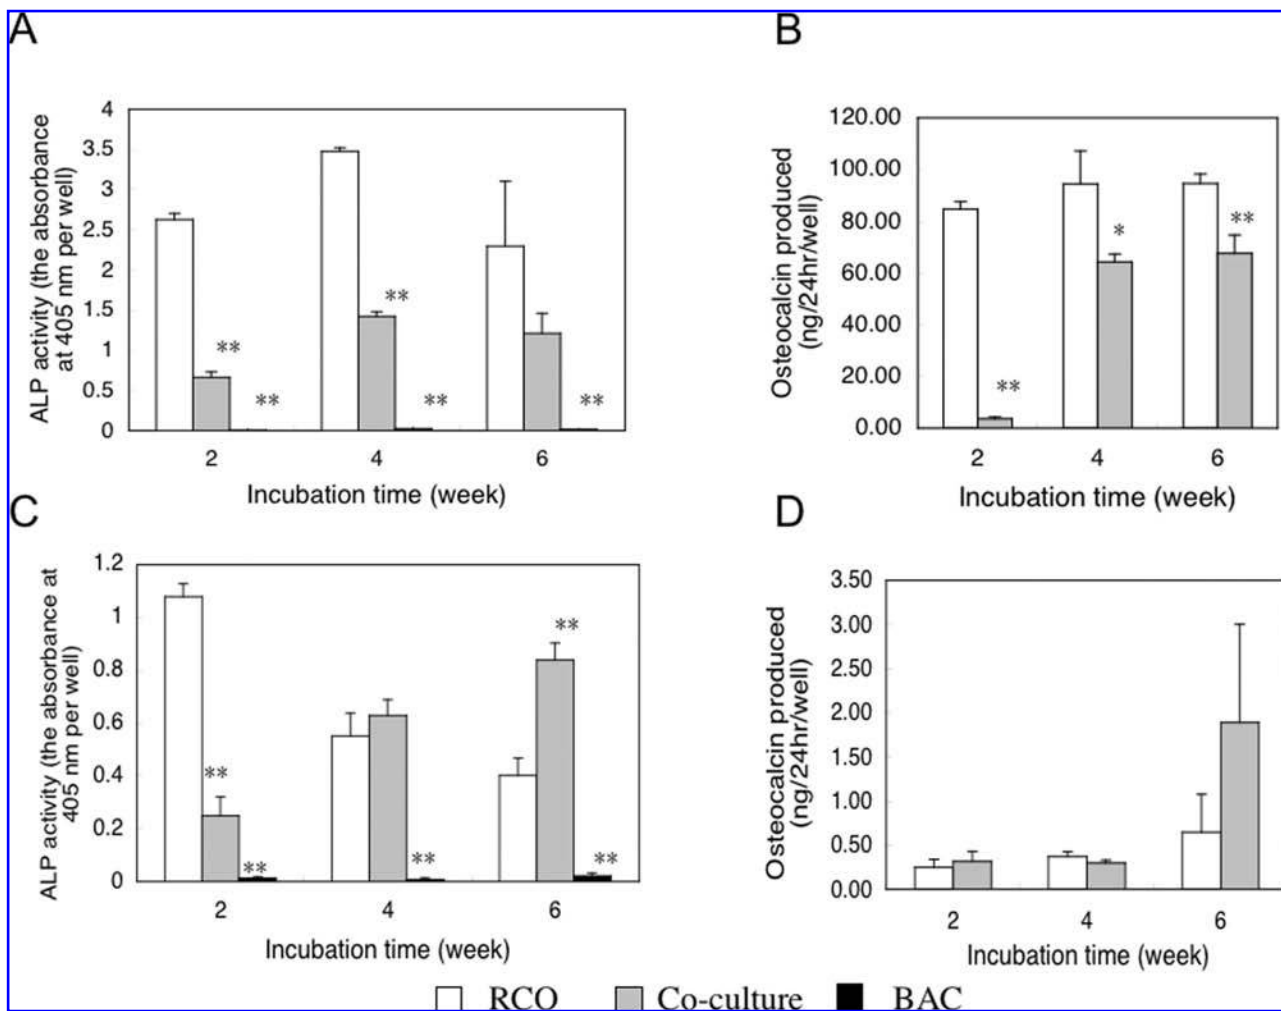 A
ALP activity (the absorbance
at 405 nm per well)
4
3.5
3
2.5
2
1.5
1
0.5
0
**
**
**
**
**
2
4
6
Incubation time (week)
B
Osteocalcin produced
(ng/24hr/well)
120.00
100.00
80.00
60.00
40.00
20.00
0.00
**
*
**
2
4
6
Incubation time (week)
C
ALP activity (the absorbance at
405 nm per well)
1.2
1
0.8
0.6
0.4
0.2
0
**
**
**
**
**
2
4
6
Incubation time (week)
D
Osteocalcin produced
(ng/24hr/well)
3.50
3.00
2.50
2.00
1.50
1.00
0.50
0.00
2
4
6
Incubation time (week)
RCO
Co-culture
BAC